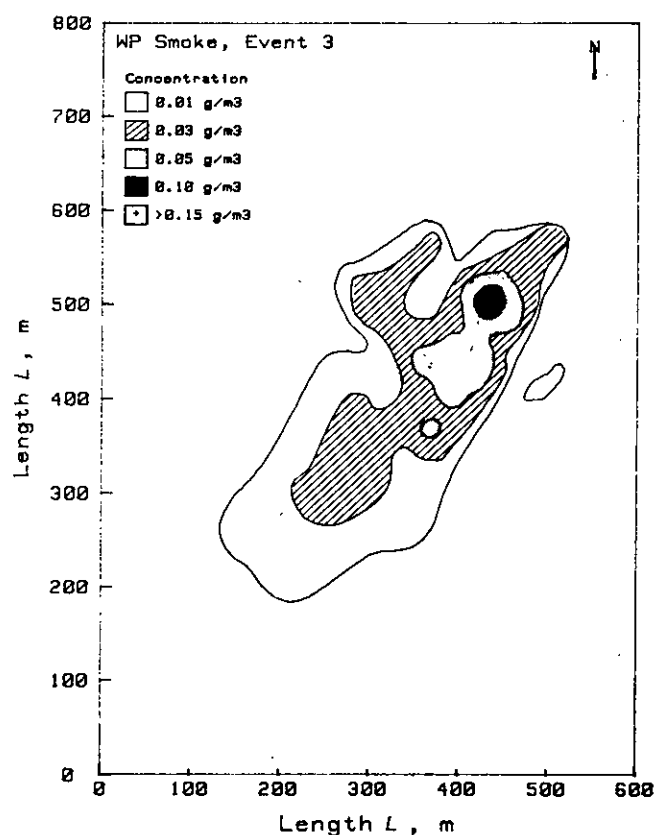 800
WP Smoke, Event 3
N
Concentration
0.01 g/m3
0.03 g/m3
0.05 g/m3
0.10 g/m3
>0.15 g/m3
700
600
500
400
300
200
100
0
Length L, m
0 100 200 300 400 500 600
Length L, m